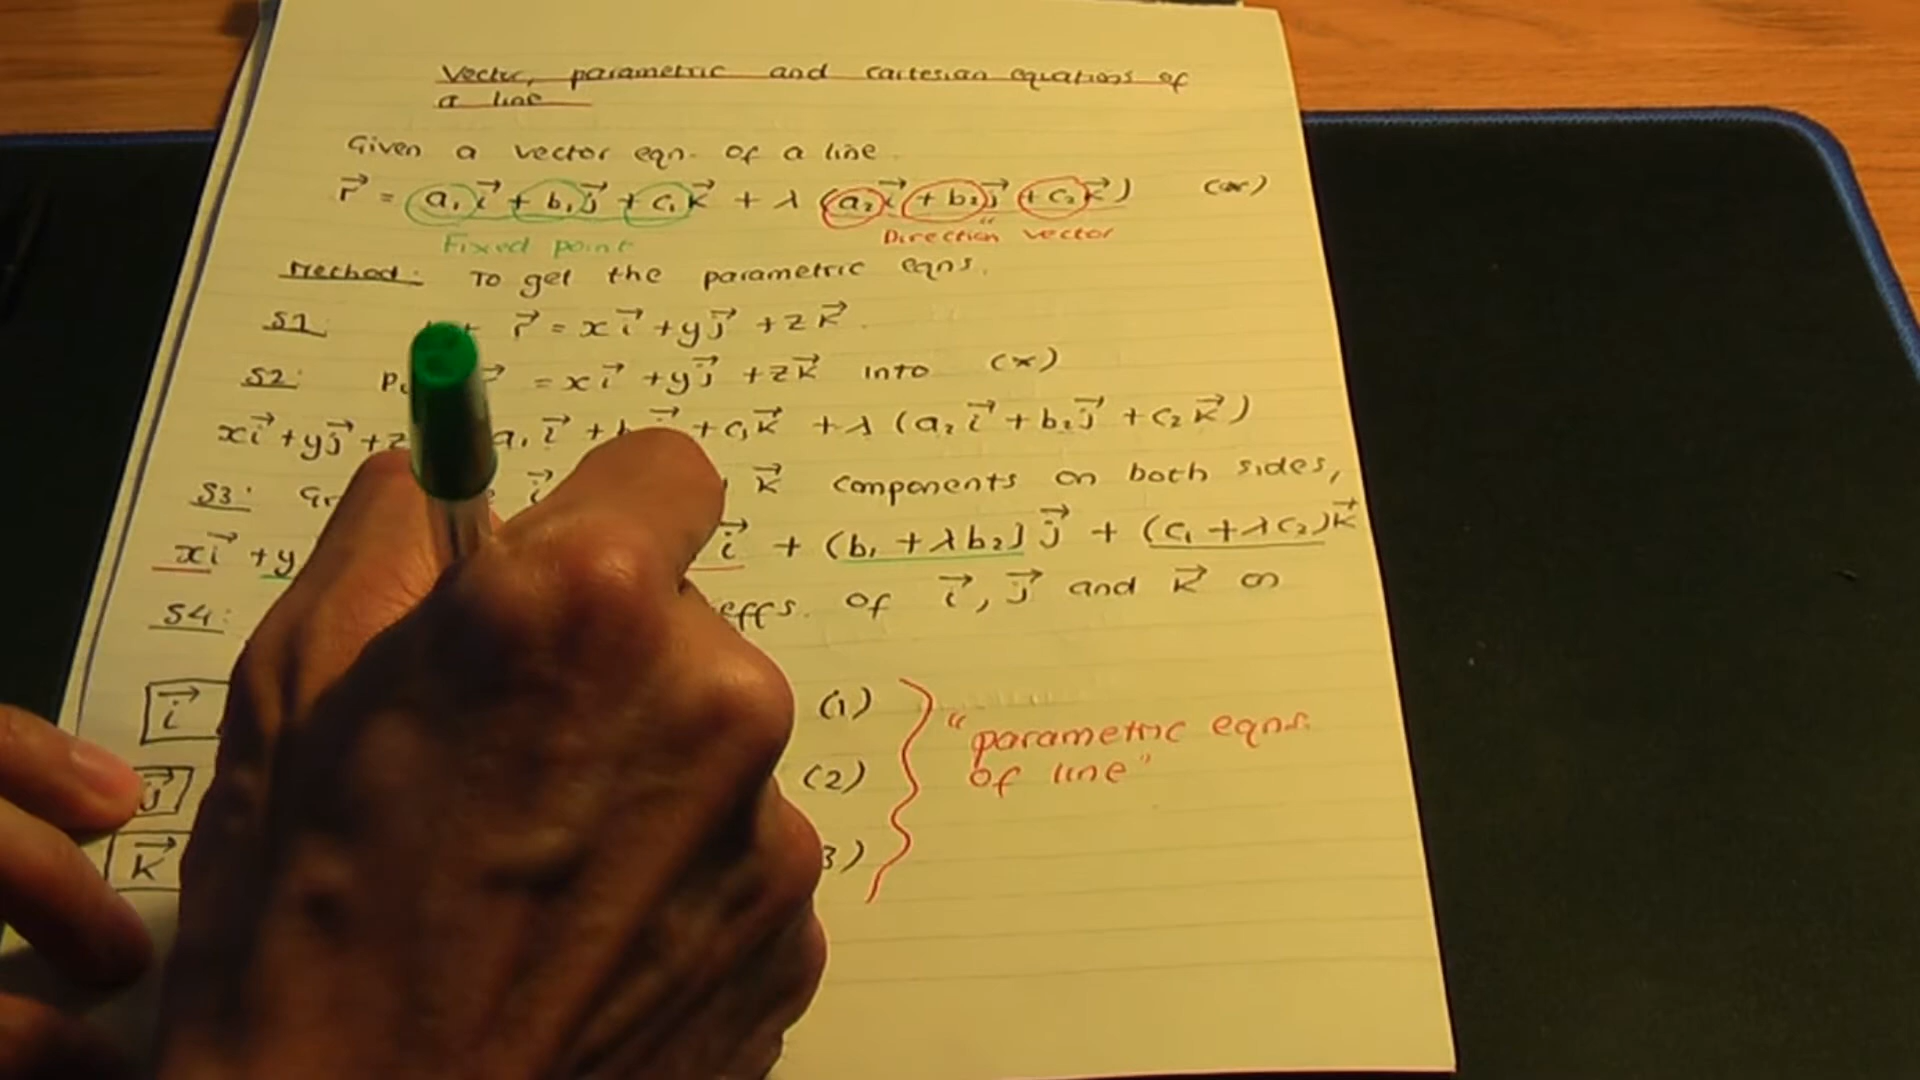 Vector, parametric and cartesian equations of
a line
Given a vector eqn. of a line.
r⃗ = a₁i⃗ + b₁j⃗ + c₁k⃗ + λ (a₂i⃗ + b₂j⃗ + c₂k⃗) (*)
Fixed point "Direction vector
Method: To get the parametric eqns.
S1: r⃗ = xi⃗ + yj⃗ + zk⃗.
S2: = xi⃗ + yj⃗ + zk⃗ into (*)
xi⃗ + yj⃗ + z a₁i⃗ + + c₁k⃗ + λ (a₂i⃗ + b₂j⃗ + c₂k⃗)
S3: i⃗ k⃗ components on both sides,
xi⃗ + y i⃗ + (b₁ + λb₂)j⃗ + (c₁ + λc₂)k⃗
S4: of i⃗, j⃗ and k⃗ on
i⃗ (1) "parametric eqns.
j⃗ (2) of line"
k⃗ 3)